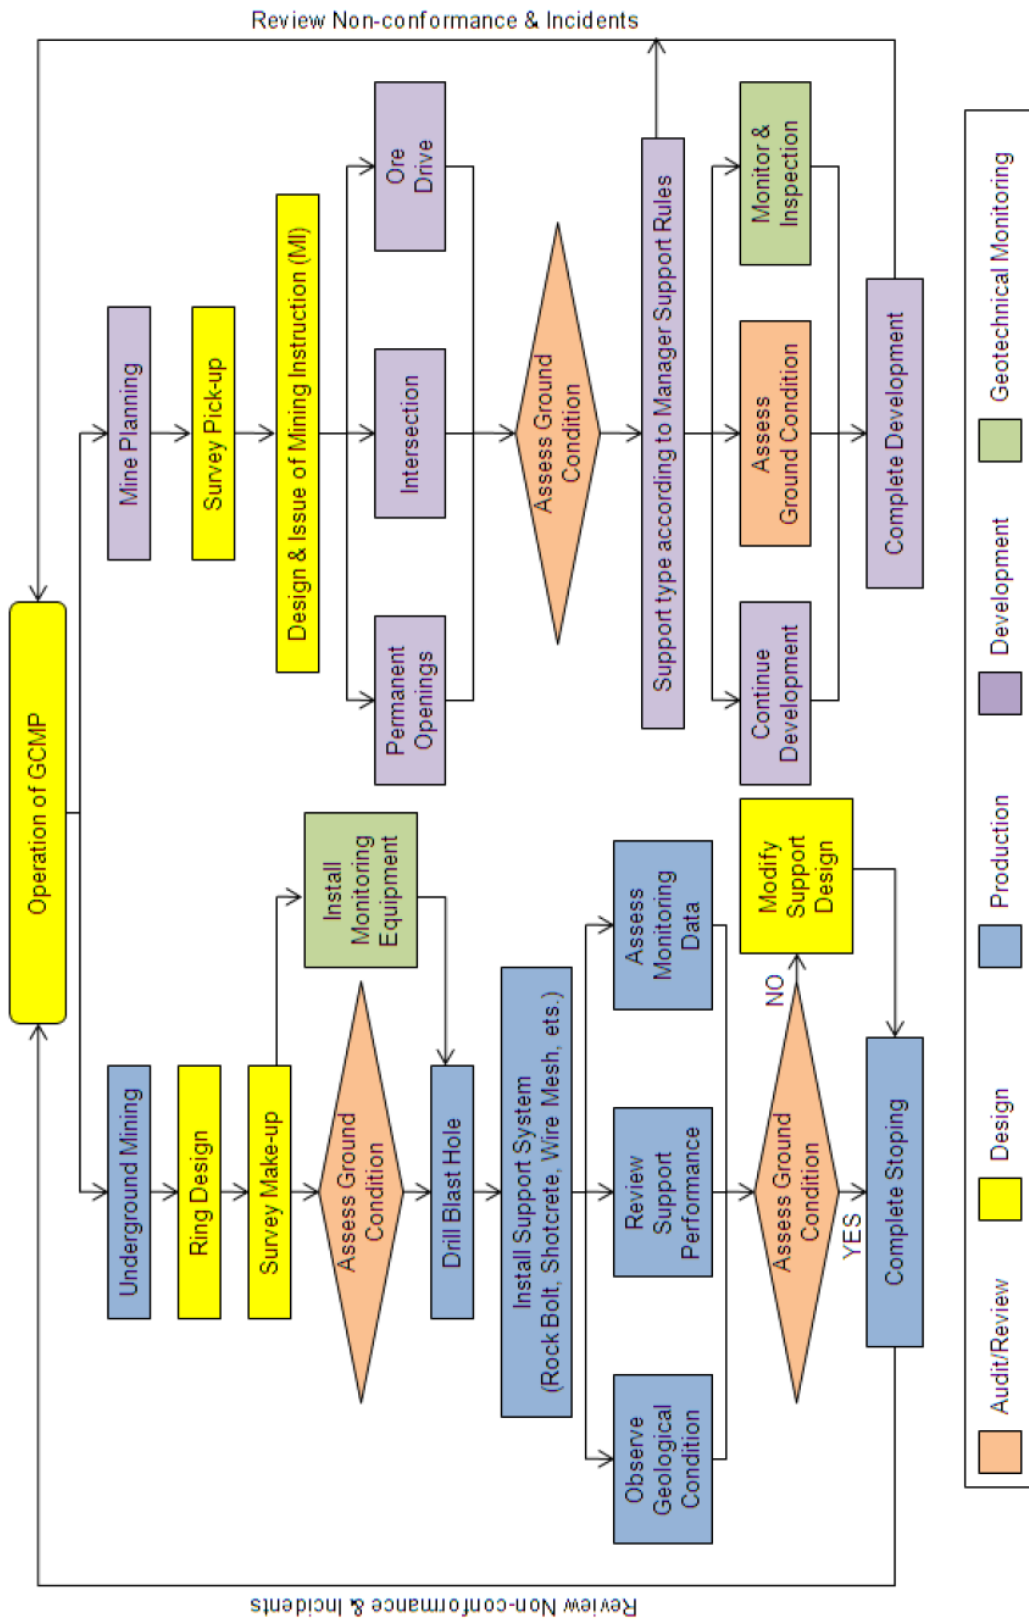 Operation of GCMP
Review Non-conformance & Incidents
Review Non-conformance & Incidents
Underground Mining
Ring Design
Survey Make-up
Assess Ground
Condition
Install
Monitoring
Equipment
Drill Blast Hole
Install Support System
(Rock Bolt, Shotcrete, Wire Mesh, ets.)
Observe
Geological
Condition
Review
Support
Performance
Assess
Monitoring
Data
Assess Ground
Condition
NO
YES
Modify
Support
Design
Complete Stoping
Mine Planning
Survey Pick-up
Design & Issue of Mining Instruction (MI)
Permanent
Openings
Intersection
Ore
Drive
Assess Ground
Condition
Support type according to Manager Support Rules
Continue
Development
Assess
Ground Condition
Monitor &
Inspection
Complete Development
Audit/Review
Design
Production
Development
Geotechnical Monitoring